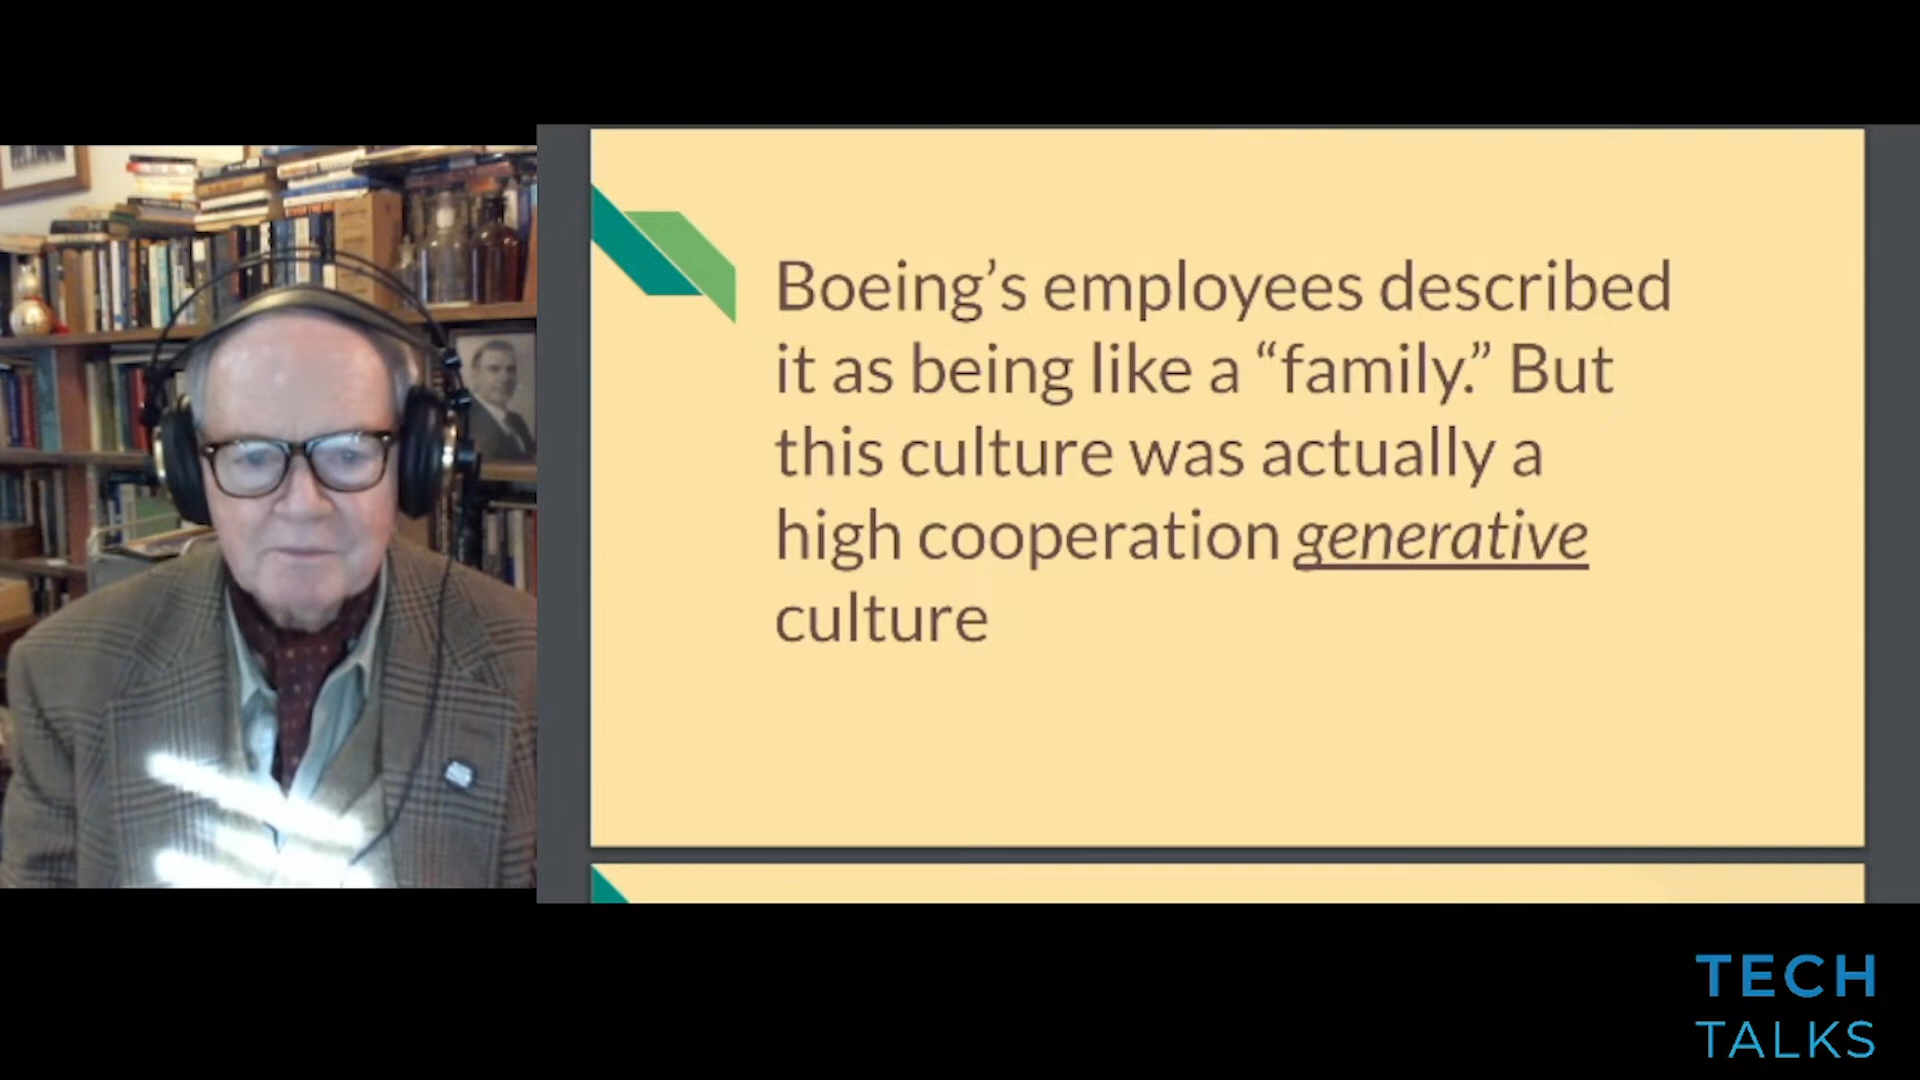 Boeing’s employees described
it as being like a “family.” But
this culture was actually a
high cooperation generative
culture
TECH
TALKS